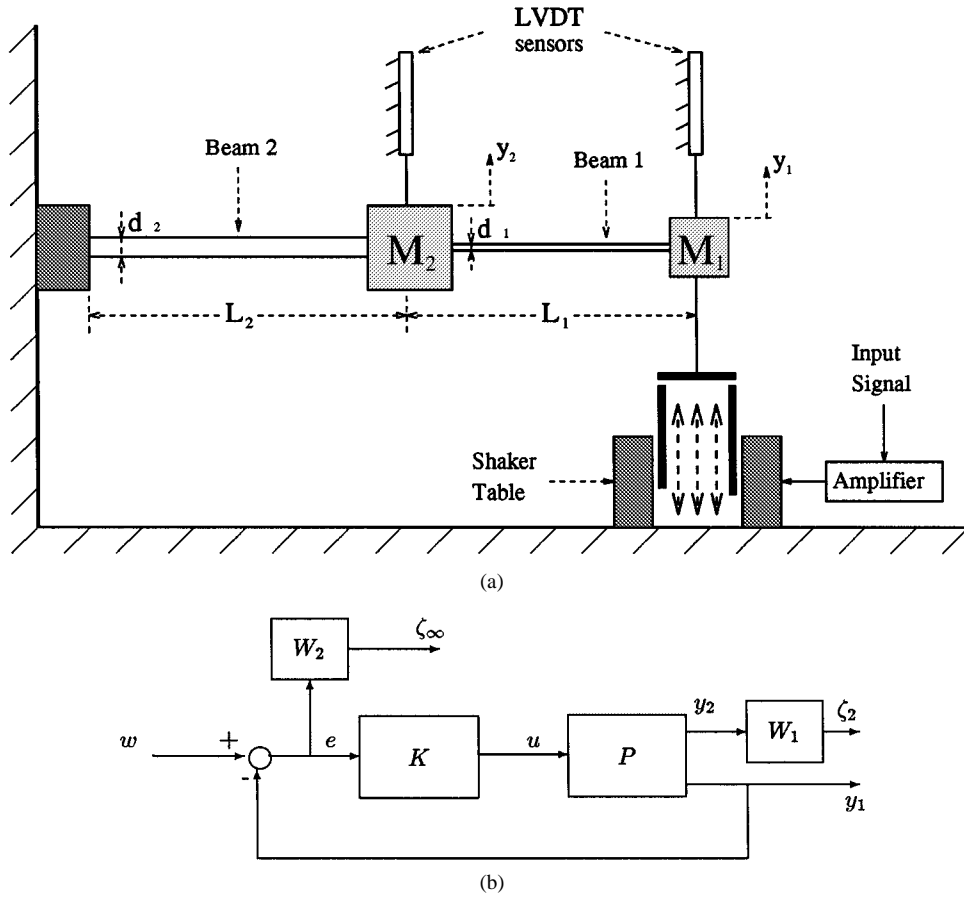 LVDT
sensors
Beam 2
y₂
Beam 1
y₁
d ₂
M₂
d ₁
M₁
L₂
L₁
Input
Signal
Shaker
Table
Amplifier
(a)
W₂
ζ∞
w
+
-
e
K
u
P
y₂
W₁
ζ₂
y₁
(b)